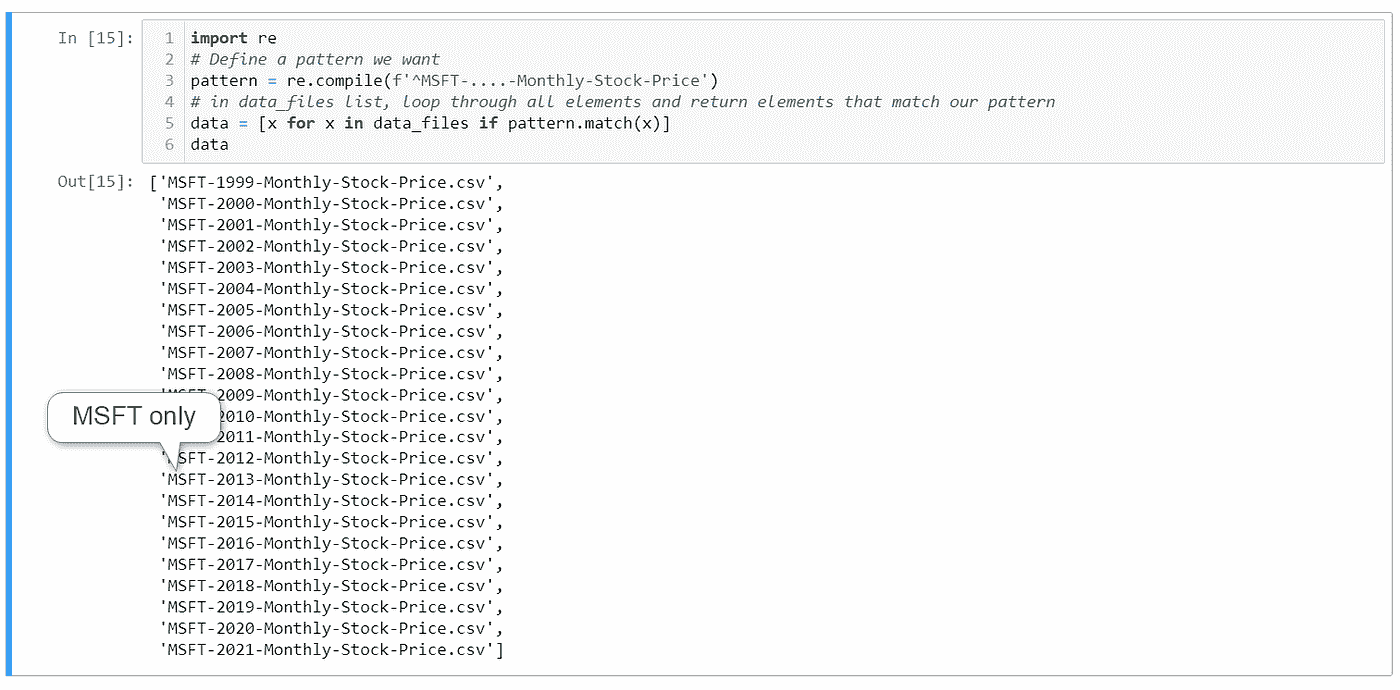 In [15]:
1 import re
2 # Define a pattern we want
3 pattern = re.compile(f'^MSFT-....-Monthly-Stock-Price')
4 # in data_files list, loop through all elements and return elements that match our pattern
5 data = [x for x in data_files if pattern.match(x)]
6 data
Out[15]: ['MSFT-1999-Monthly-Stock-Price.csv',
'MSFT-2000-Monthly-Stock-Price.csv',
'MSFT-2001-Monthly-Stock-Price.csv',
'MSFT-2002-Monthly-Stock-Price.csv',
'MSFT-2003-Monthly-Stock-Price.csv',
'MSFT-2004-Monthly-Stock-Price.csv',
'MSFT-2005-Monthly-Stock-Price.csv',
'MSFT-2006-Monthly-Stock-Price.csv',
'MSFT-2007-Monthly-Stock-Price.csv',
'MSFT-2008-Monthly-Stock-Price.csv',
'MSFT-2009-Monthly-Stock-Price.csv',
MSFT only
2010-Monthly-Stock-Price.csv',
2011-Monthly-Stock-Price.csv',
'MSFT-2012-Monthly-Stock-Price.csv',
'MSFT-2013-Monthly-Stock-Price.csv',
'MSFT-2014-Monthly-Stock-Price.csv',
'MSFT-2015-Monthly-Stock-Price.csv',
'MSFT-2016-Monthly-Stock-Price.csv',
'MSFT-2017-Monthly-Stock-Price.csv',
'MSFT-2018-Monthly-Stock-Price.csv',
'MSFT-2019-Monthly-Stock-Price.csv',
'MSFT-2020-Monthly-Stock-Price.csv',
'MSFT-2021-Monthly-Stock-Price.csv']